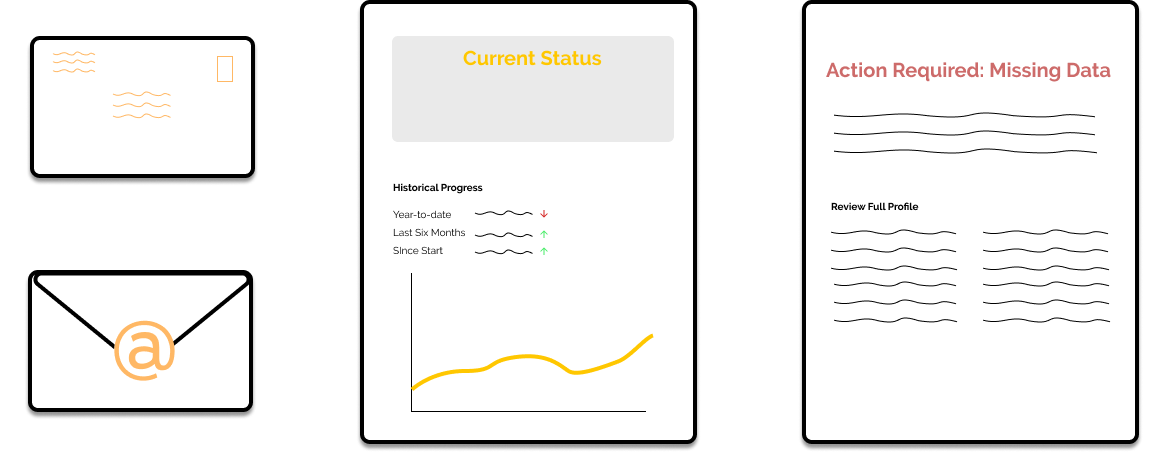 @
Current Status
Historical Progress
Year-to-date
Last Six Months
SInce Start
Action Required: Missing Data
Review Full Profile